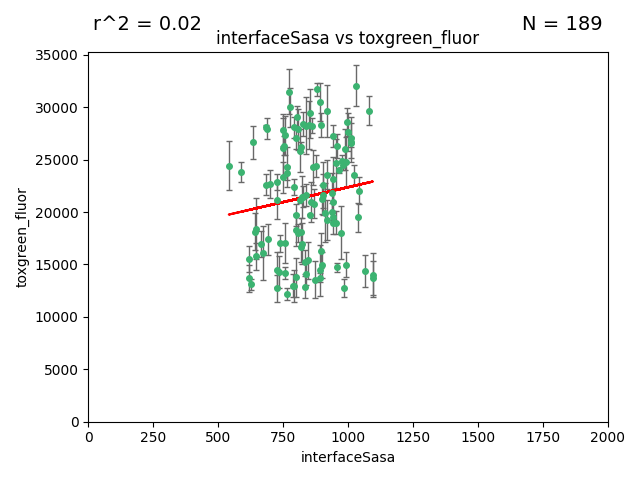 r^2 = 0.02
N = 189
interfaceSasa vs toxgreen_fluor
35000
30000
25000
20000
15000
10000
5000
0
toxgreen_fluor
0 250 500 750 1000 1250 1500 1750 2000
interfaceSasa